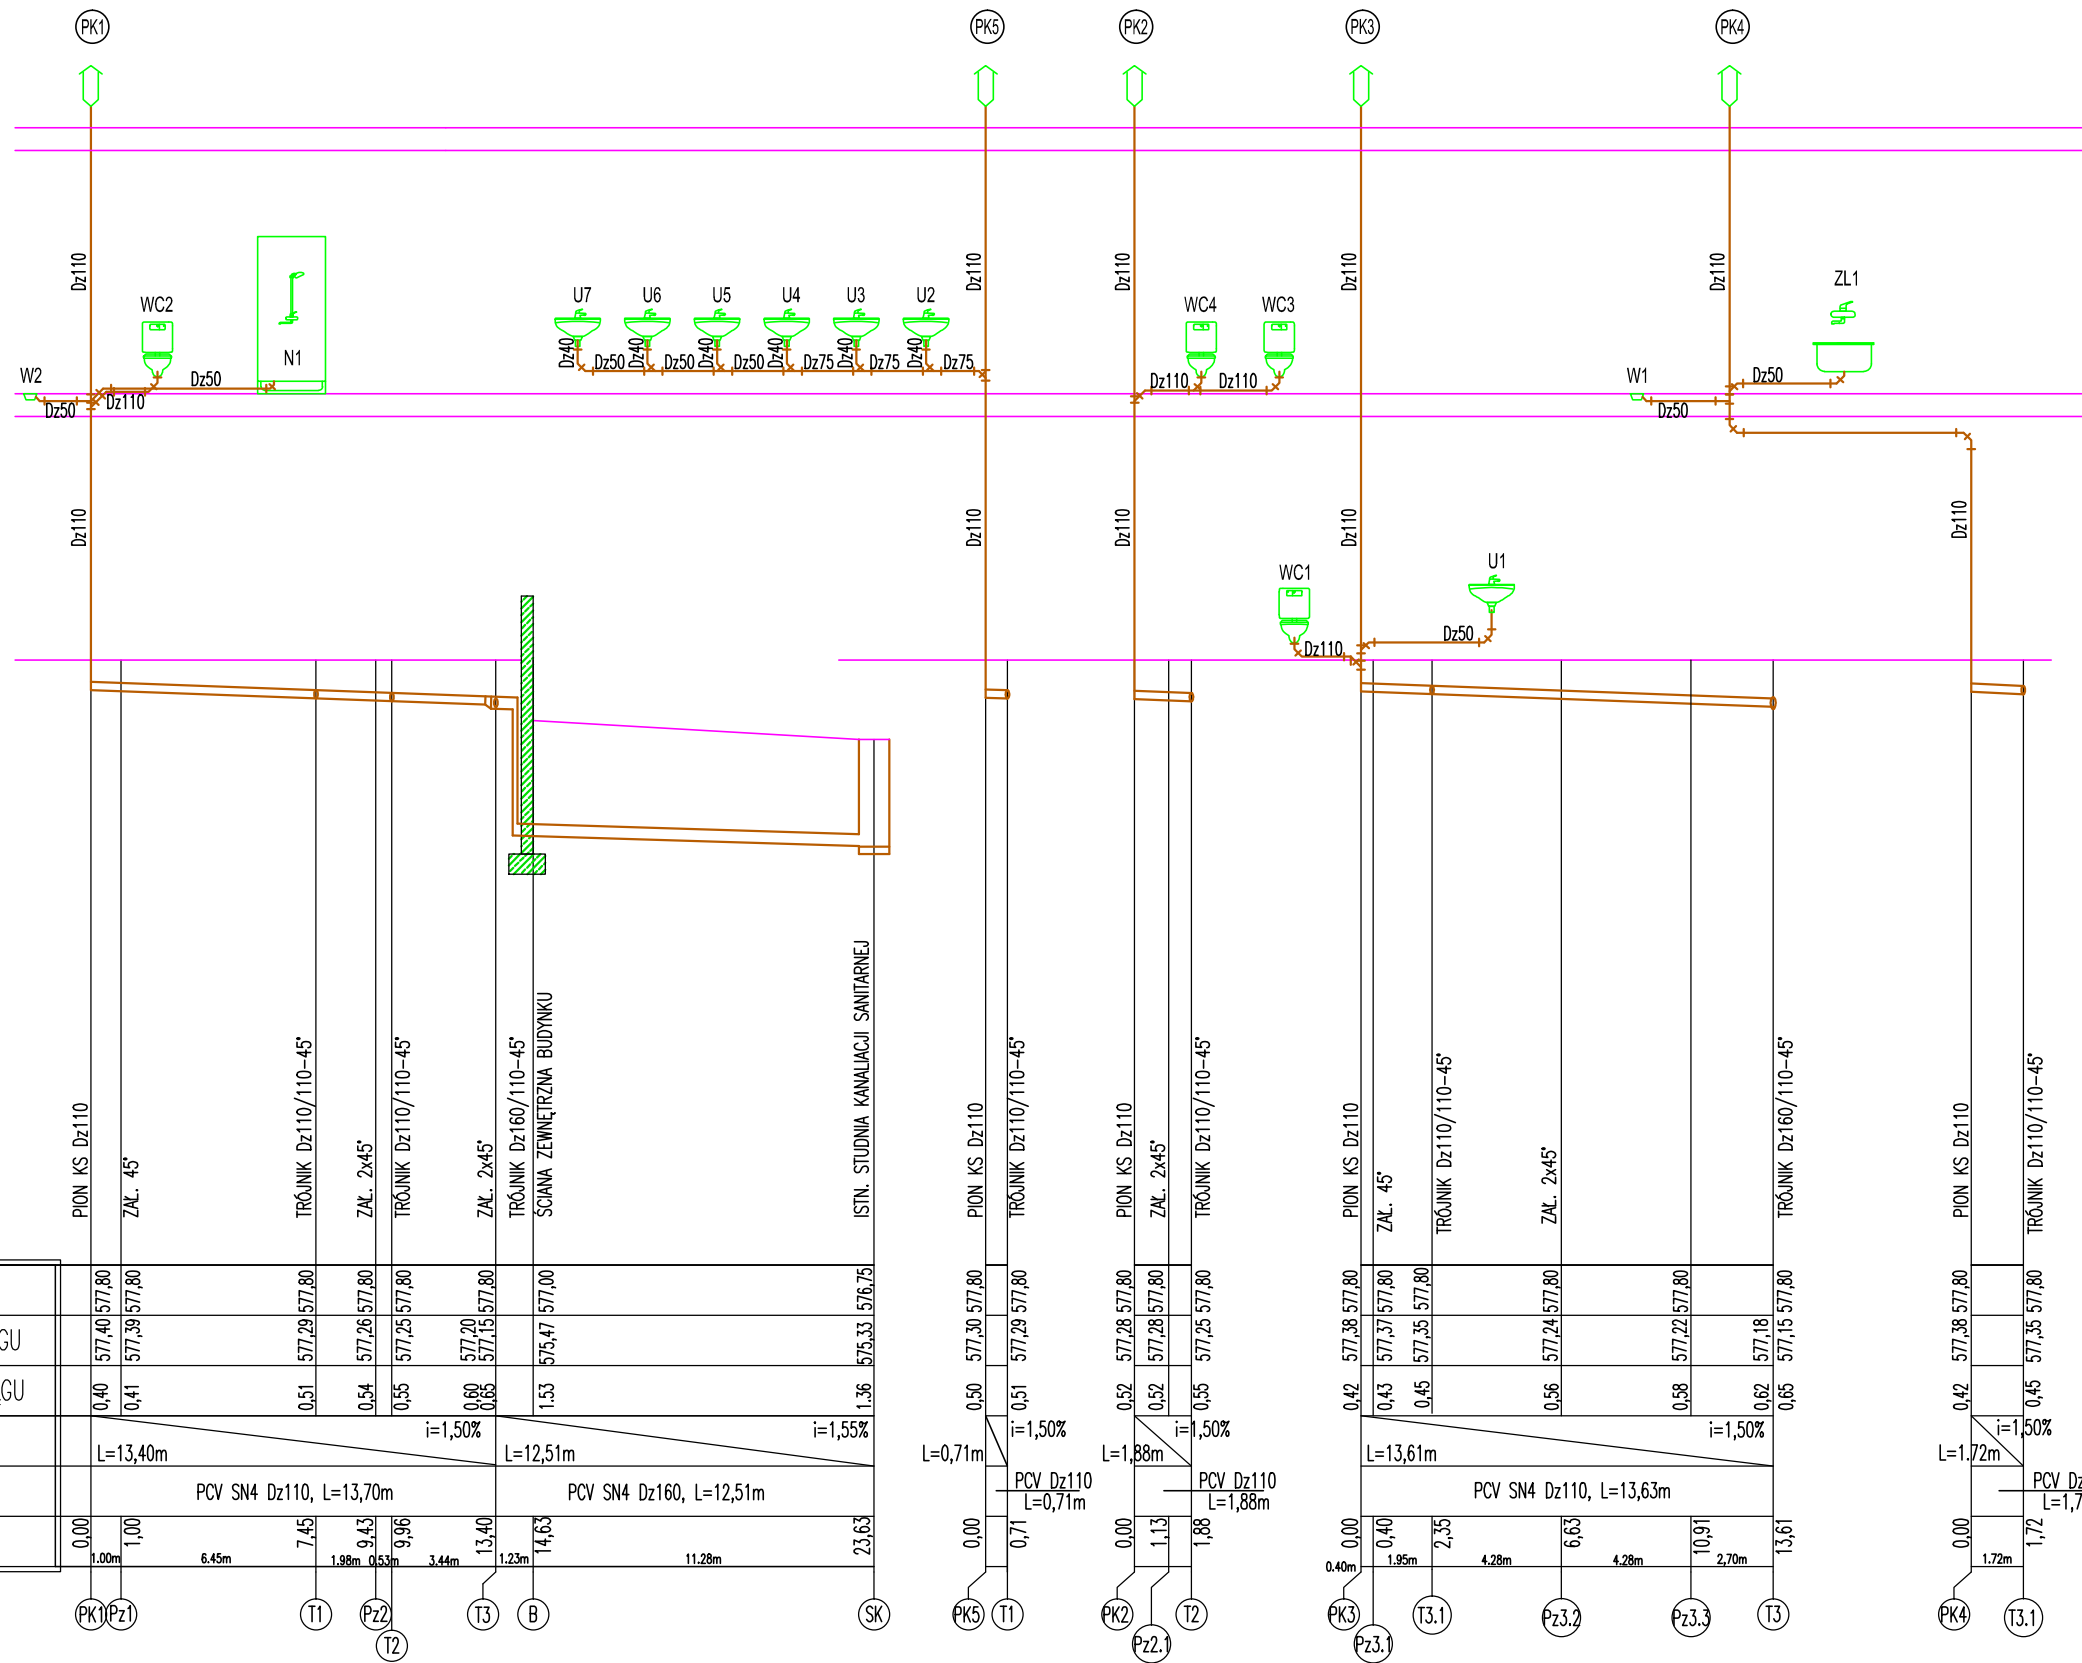 PK1
PK5
PK2
PK3
PK4
Dz110
Dz110
Dz110
Dz110
Dz110
WC2
N1
U7
U6
U5
U4
U3
U2
WC4
WC3
ZL1
Dz40
Dz50
Dz40
Dz50
Dz40
Dz50
Dz40
Dz75
Dz40
Dz75
Dz40
Dz75
W2
Dz50
Dz50
Dz110
Dz110
Dz110
W1
Dz50
Dz50
Dz110
Dz110
Dz110
Dz110
Dz110
WC1
U1
Dz110
Dz50
PION KS Dz110
ZAŁ. 45°
TRÓJNIK Dz110/110-45°
ZAŁ. 2x45°
TRÓJNIK Dz110/110-45°
ZAŁ. 2x45°
TRÓJNIK Dz160/110-45°
ŚCIANA ZEWNĘTRZNA BUDYNKU
ISTN. STUDNIA KANALIACJI SANITARNEJ
PION KS Dz110
TRÓJNIK Dz110/110-45°
PION KS Dz110
ZAŁ. 2x45°
TRÓJNIK Dz110/110-45°
PION KS Dz110
ZAŁ. 45°
TRÓJNIK Dz110/110-45°
ZAŁ. 2x45°
TRÓJNIK Dz160/110-45°
PION KS Dz110
TRÓJNIK Dz110/110-45°
577,80 577,80 577,80 577,80 577,80 577,80 577,00 576,75 577,80 577,80 577,80 577,80 577,80 577,80 577,80 577,80 577,80 577,80 577,80 577,80 577,80
GU 577,40 577,39 577,29 577,26 577,25 577,20 577,15 575,47 575,33 577,30 577,29 577,28 577,28 577,25 577,38 577,37 577,35 577,24 577,22 577,18 577,15 577,38 577,35
GU 0,40 0,41 0,51 0,54 0,55 0,60 0,65 1.53 1.36 0,50 0,51 0,52 0,52 0,55 0,42 0,43 0,45 0,56 0,58 0,62 0,65 0,42 0,45
i=1,50% i=1,55% i=1,50% i=1,50% i=1,50% i=1,50%
L=13,40m L=12,51m L=0,71m L=1,88m L=13,61m L=1.72m
PCV SN4 Dz110, L=13,70m
PCV SN4 Dz160, L=12,51m
PCV Dz110
L=0,71m
PCV Dz110
L=1,88m
PCV SN4 Dz110, L=13,63m
PCV Dz
L=1,7
0,00 1,00 7,45 9,43 9,96 13,40 14,63 23,63 0,00 0,71 0,00 1,13 1,88 0,00 0,40 2,35 6,63 10,91 13,61 0,00 1,72
1.00m 6.45m 1.98m 0.53m 3.44m 1.23m 11.28m 0.40m 1.95m 4.28m 4.28m 2,70m 1.72m
PK1 Pz1 T1 Pz2 T2 T3 B SK PK5 T1 PK2 Pz2.1 T2 PK3 Pz3.1 T3.1 Pz3.2 Pz3.3 T3 PK4 T3.1